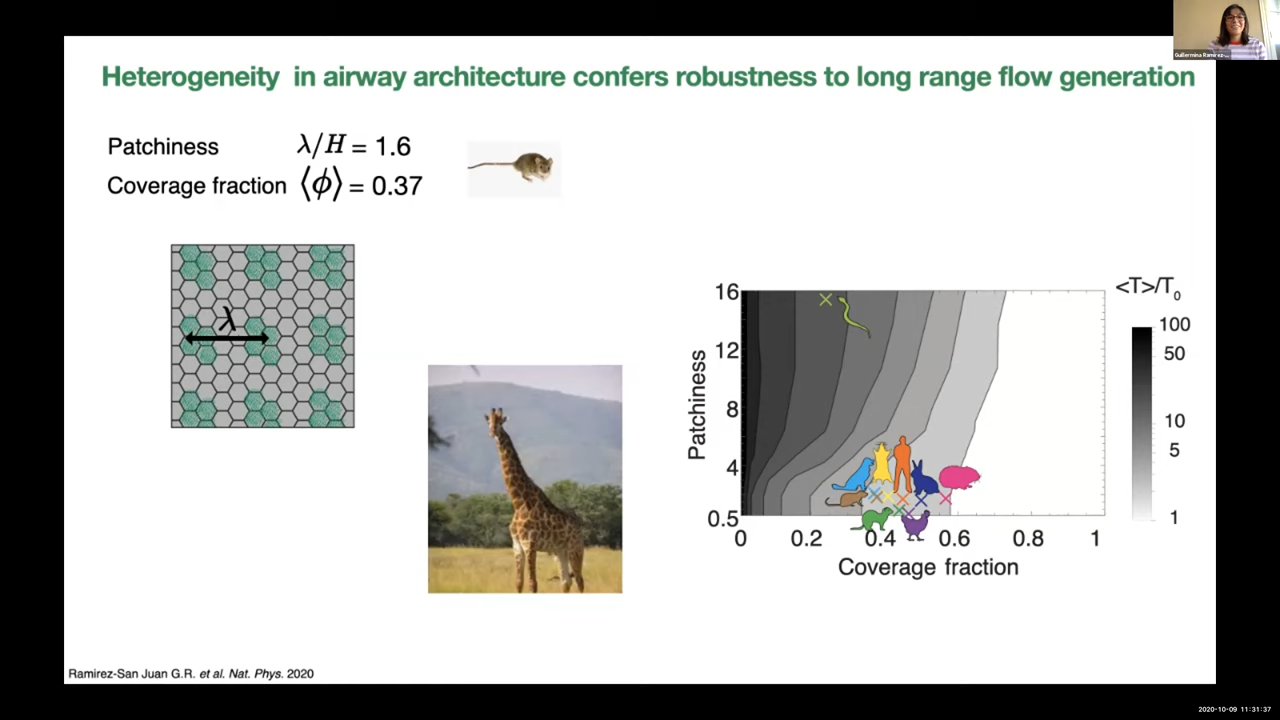 Guillermina Ramirez-...
Heterogeneity in airway architecture confers robustness to long range flow generation
Patchiness λ/H = 1.6
Coverage fraction ⟨ϕ⟩ = 0.37
λ
<T>/T₀
16
12
8
4
0.5
Patchiness
0 0.2 0.4 0.6 0.8 1
Coverage fraction
100
50
10
5
1
Ramirez-San Juan G.R. et al. Nat. Phys. 2020
2020-10-09 11:31:37